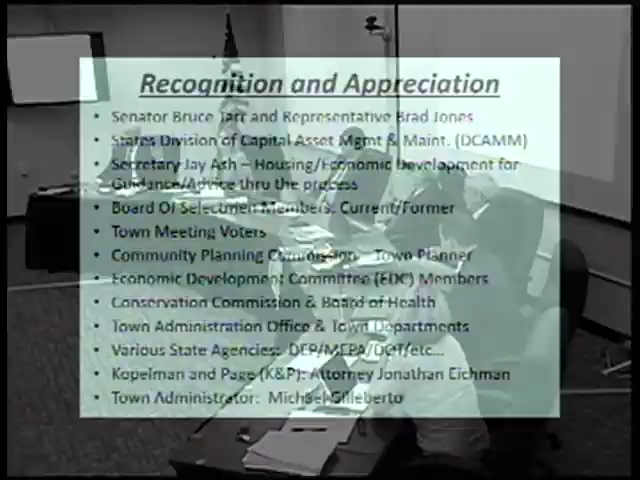 Recognition and Appreciation
• Senator Bruce Tarr and Representative Brad Jones
• States Division of Capital Asset Mgmt & Maint. (DCAMM)
• Secretary Jay Ash – Housing/Economic Development for
Guidance/Advice thru the process
• Board Of Selectmen Members: Current/Former
• Town Meeting Voters
• Community Planning Commission – Town Planner
• Economic Development Committee (EDC) Members
• Conservation Commission & Board of Health
• Town Administration Office & Town Departments
• Various State Agencies: DEP/MEPA/DOT/etc...
• Kopelman and Page (K&P): Attorney Jonathan Eichman
• Town Administrator: Michael Gilleberto